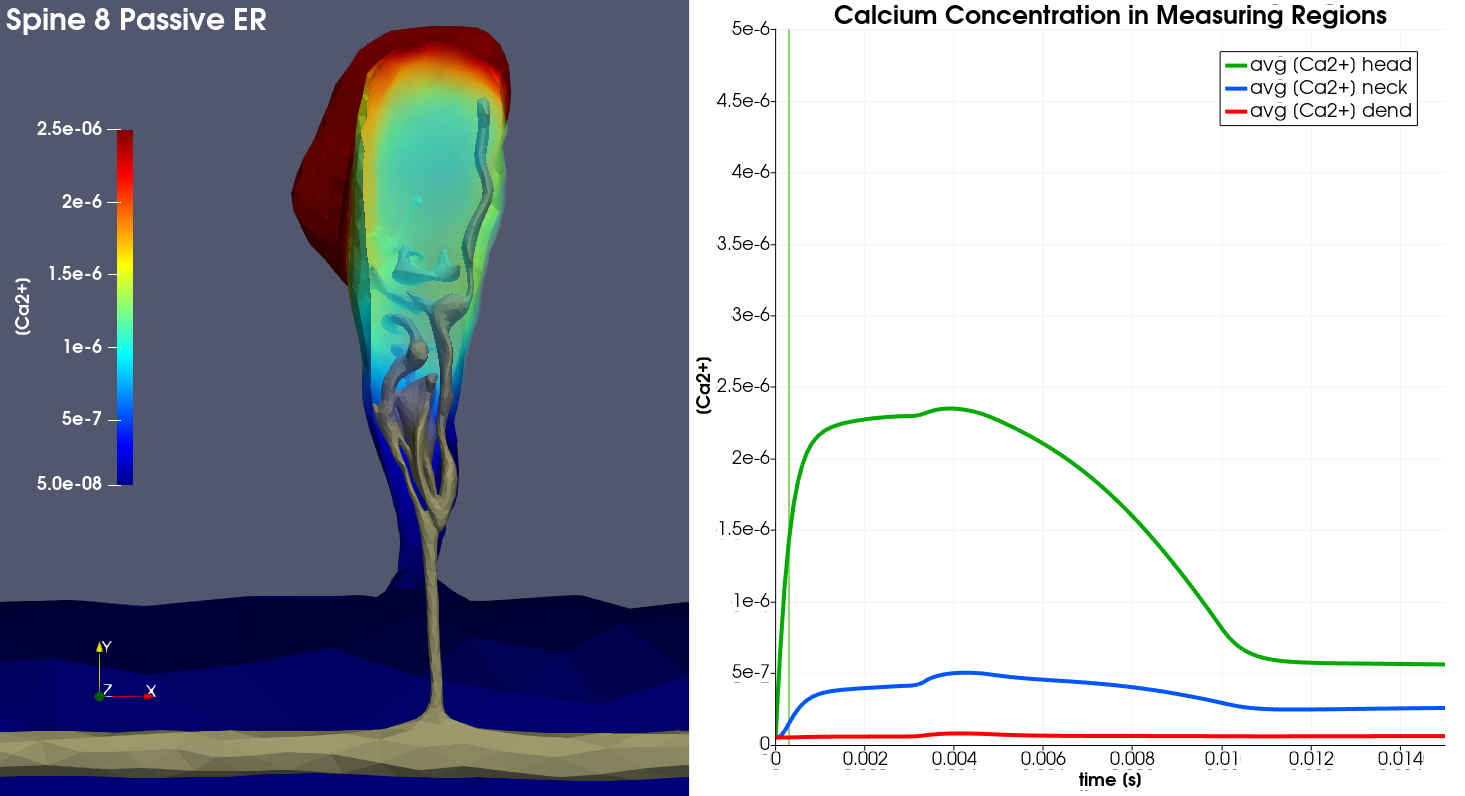 Spine 8 Passive ER
2.5e-06
2e-6
1.5e-6
1e-6
5e-7
5.0e-08
(Ca2+)
Y
Z
X
Calcium Concentration in Measuring Regions
avg (Ca2+) head
avg (Ca2+) neck
avg (Ca2+) dend
5e-6
4.5e-6
4e-6
3.5e-6
3e-6
2.5e-6
2e-6
1.5e-6
1e-6
5e-7
0
(Ca2+)
0 0.002 0.004 0.006 0.008 0.01 0.012 0.014
time (s)